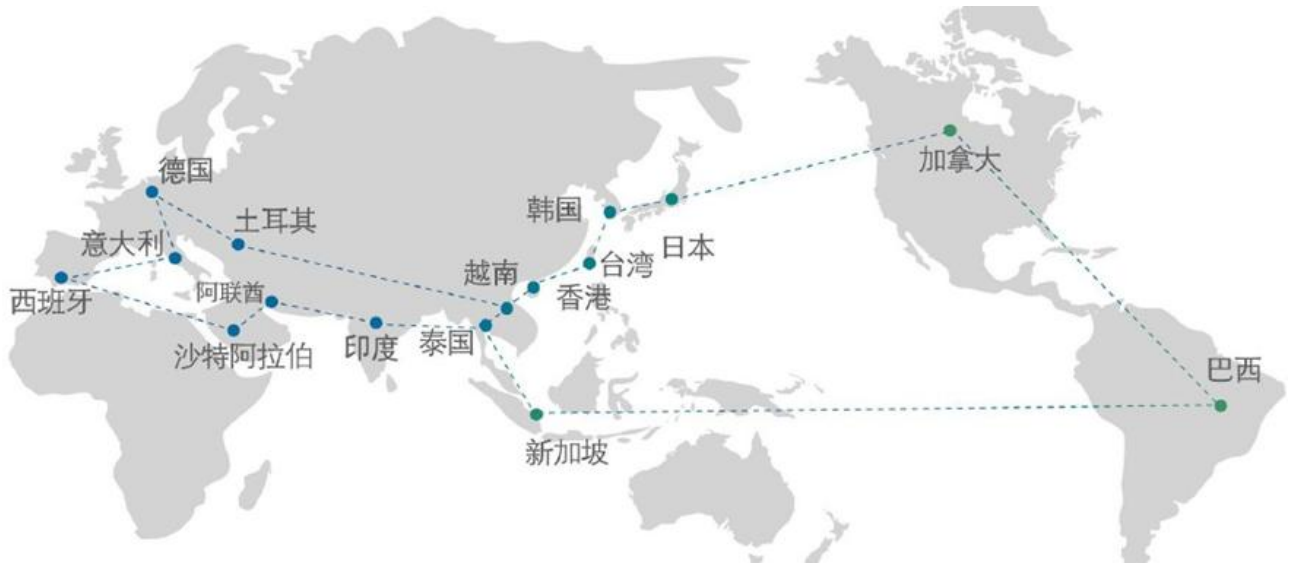 加拿大
德国
韩国
土耳其
意大利
日本
台湾
越南
香港
西班牙
阿联酋
沙特阿拉伯
印度
泰国
巴西
新加坡